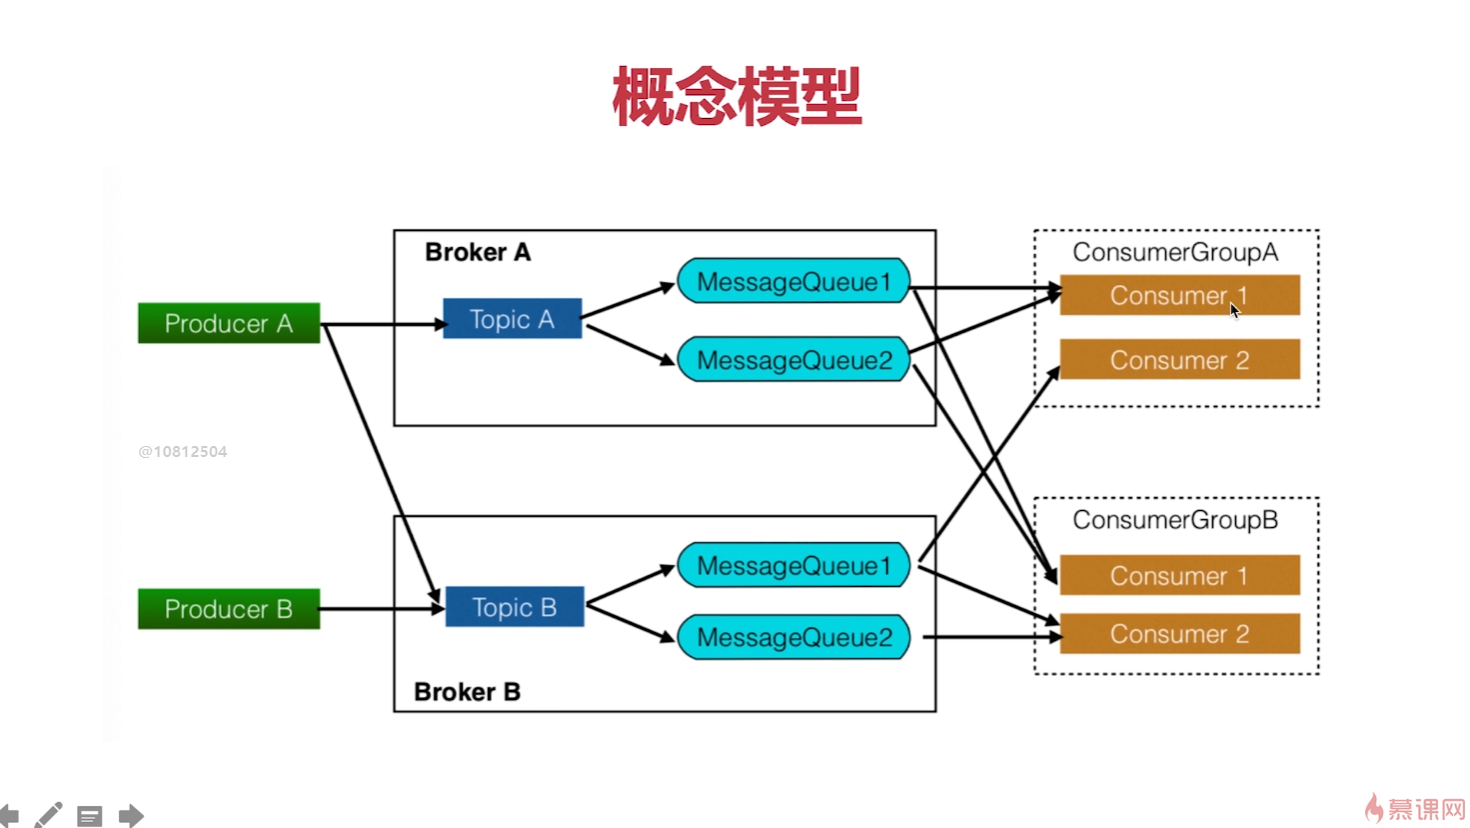 概念模型
Broker A
ConsumerGroupA
MessageQueue1
Consumer 1
Producer A
Topic A
MessageQueue2
Consumer 2
@10812504
ConsumerGroupB
MessageQueue1
Consumer 1
Producer B
Topic B
MessageQueue2
Consumer 2
Broker B
慕课网